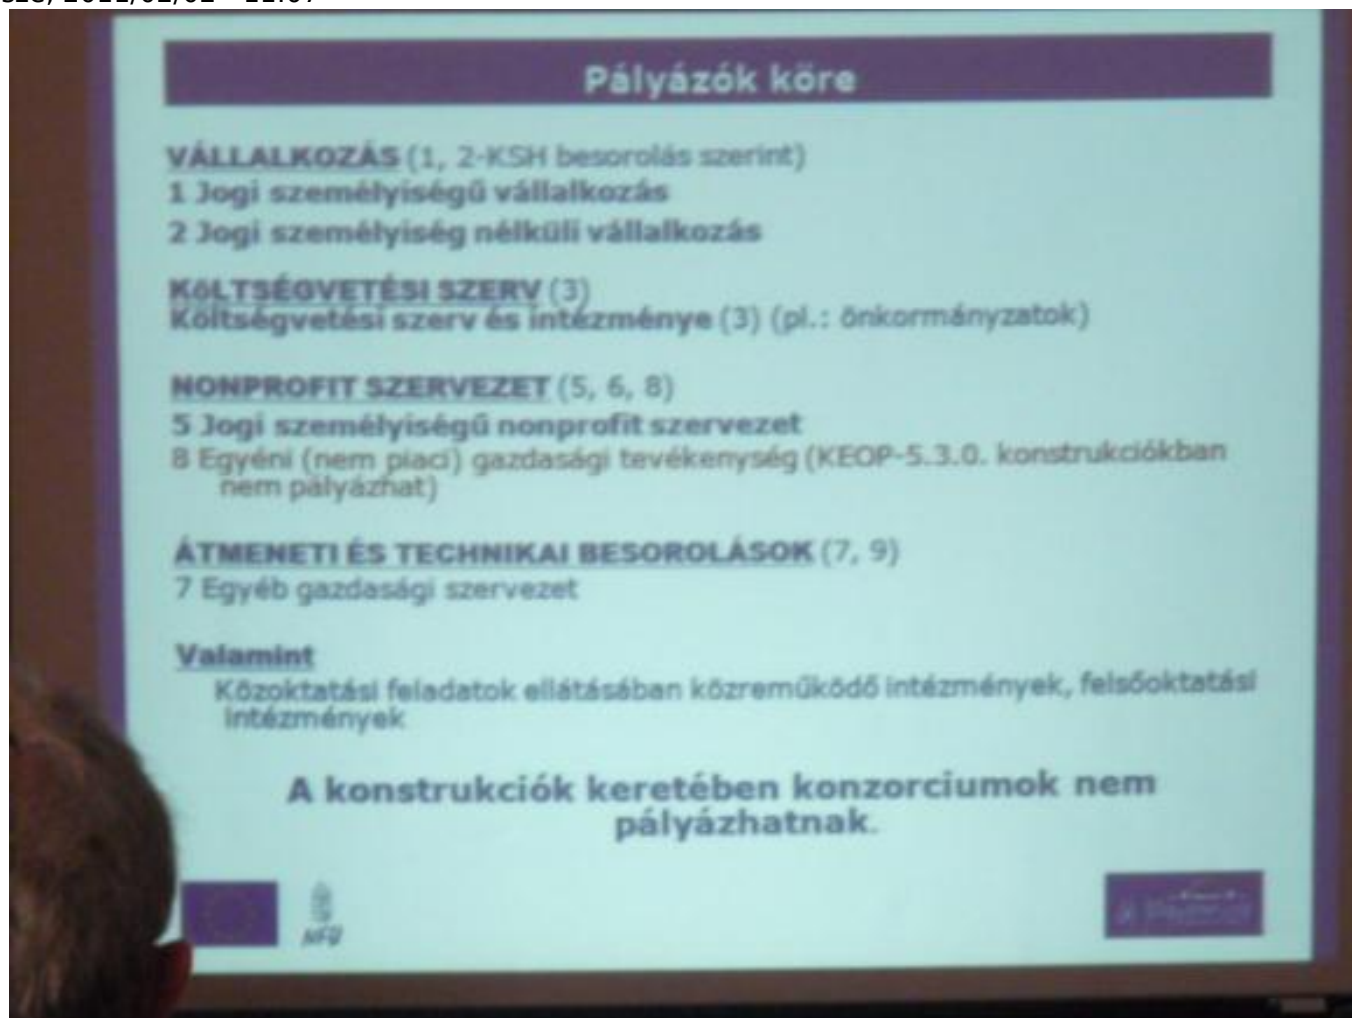 Pályázók köre
VÁLLALKOZÁS (1, 2-KSH besorolás szerint)
1 Jogi személyiségű vállalkozás
2 Jogi személyiség nélküli vállalkozás
KöLTSÉGVETÉSI SZERV (3)
Költségvetési szerv és intézménye (3) (pl.: önkormányzatok)
NONPROFIT SZERVEZET (5, 6, 8)
5 Jogi személyiségű nonprofit szervezet
8 Egyéni (nem piaci) gazdasági tevékenység (KEOP-5.3.0. konstrukciókban
nem pályázhat)
ÁTMENETI ÉS TECHNIKAI BESOROLÁSOK (7, 9)
7 Egyéb gazdasági szervezet
Valamint
Közoktatási feladatok ellátásában közreműködő intézmények, felsőoktatási
intézmények
A konstrukciók keretében konzorciumok nem
pályázhatnak.
NFÜ